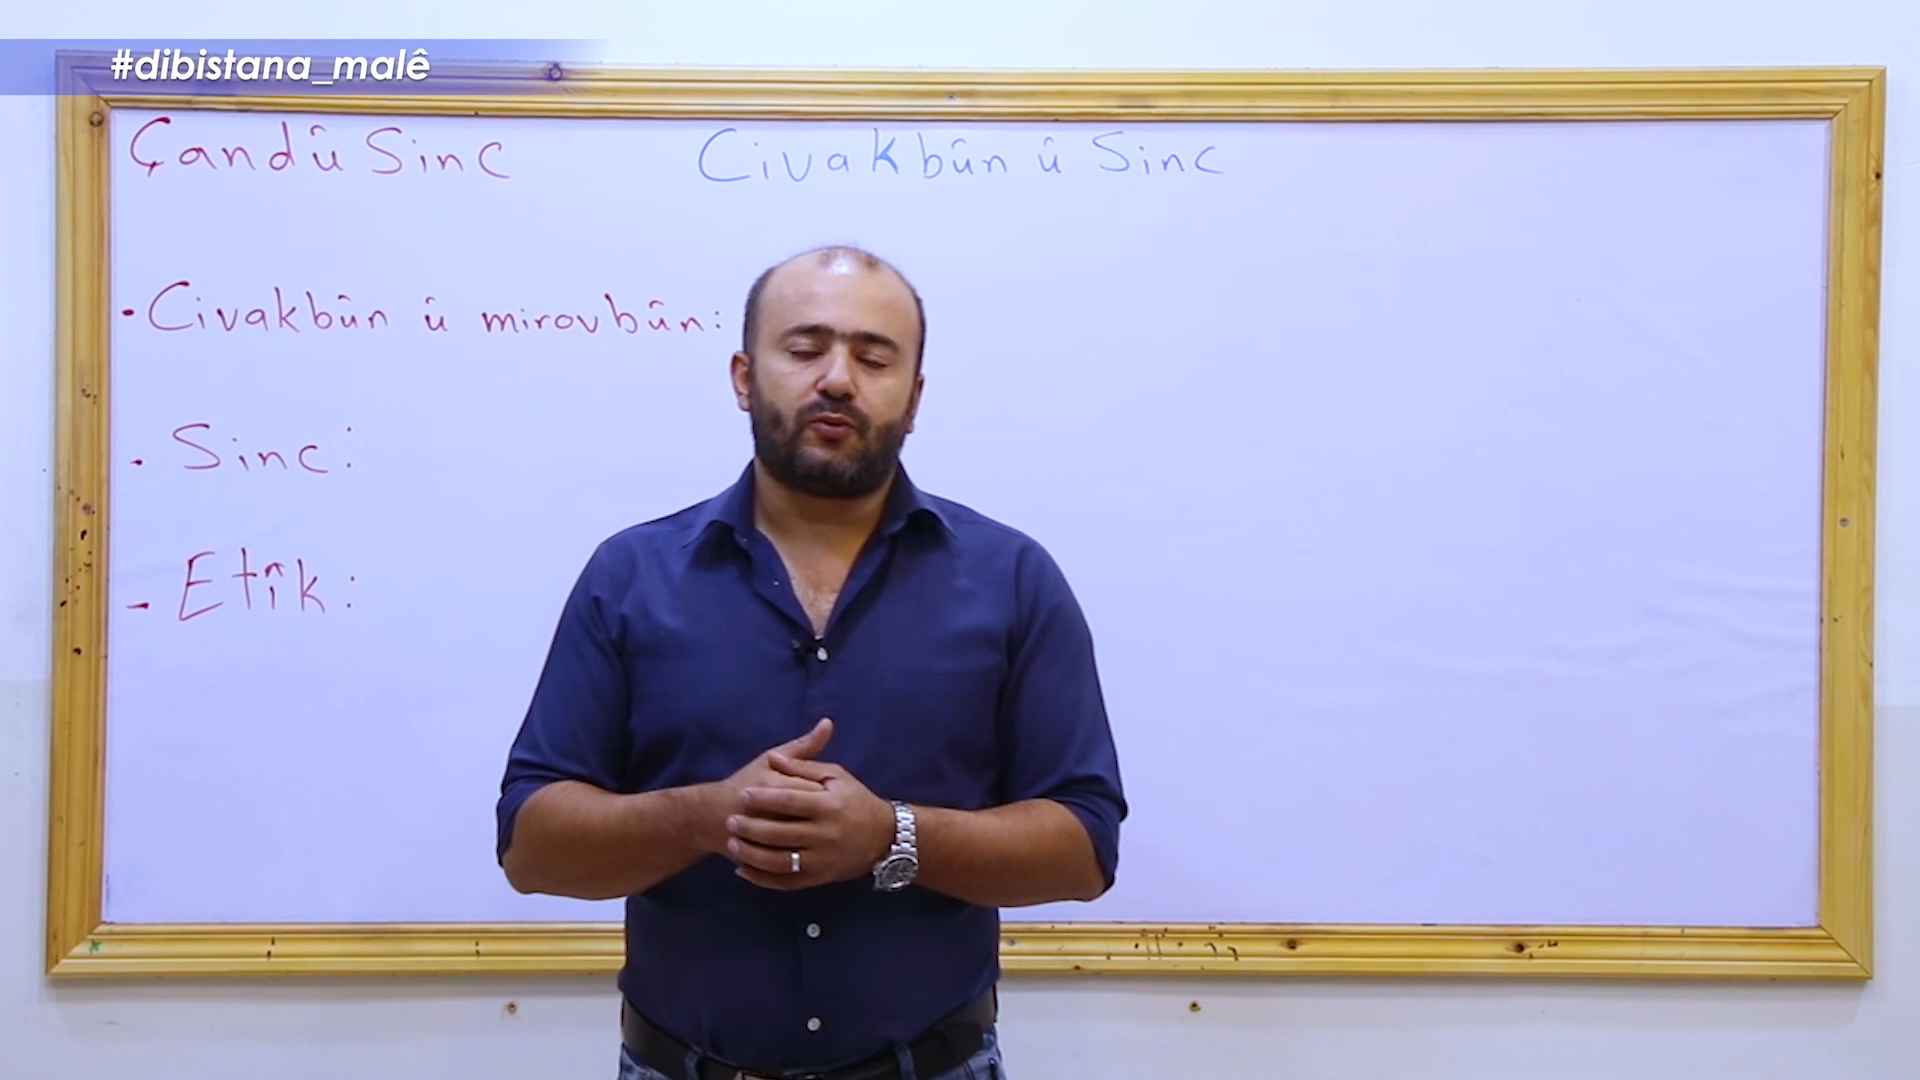 #dibistana_malê
Çand û Sinc
Civakbûn û Sinc
• Civakbûn û mirovbûn:
. Sinc:
- Etîk: